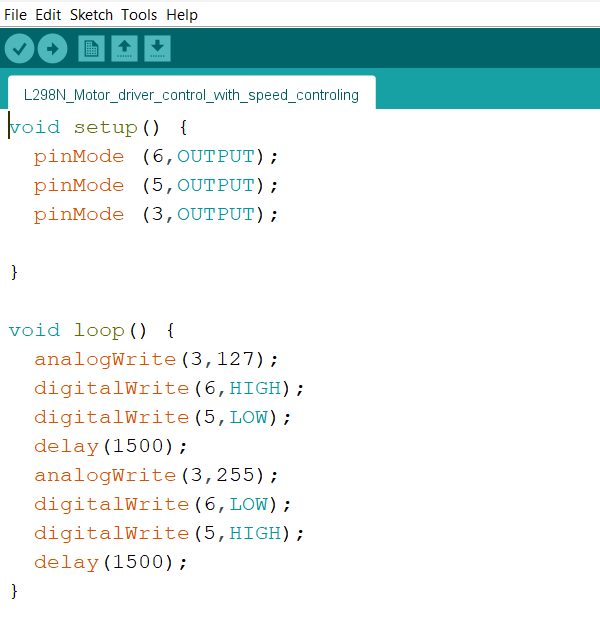 File Edit Sketch Tools Help
L298N_Motor_driver_control_with_speed_controling
void setup() {
  pinMode (6,OUTPUT);
  pinMode (5,OUTPUT);
  pinMode (3,OUTPUT);

}

void loop() {
  analogWrite(3,127);
  digitalWrite(6,HIGH);
  digitalWrite(5,LOW);
  delay(1500);
  analogWrite(3,255);
  digitalWrite(6,LOW);
  digitalWrite(5,HIGH);
  delay(1500);
}